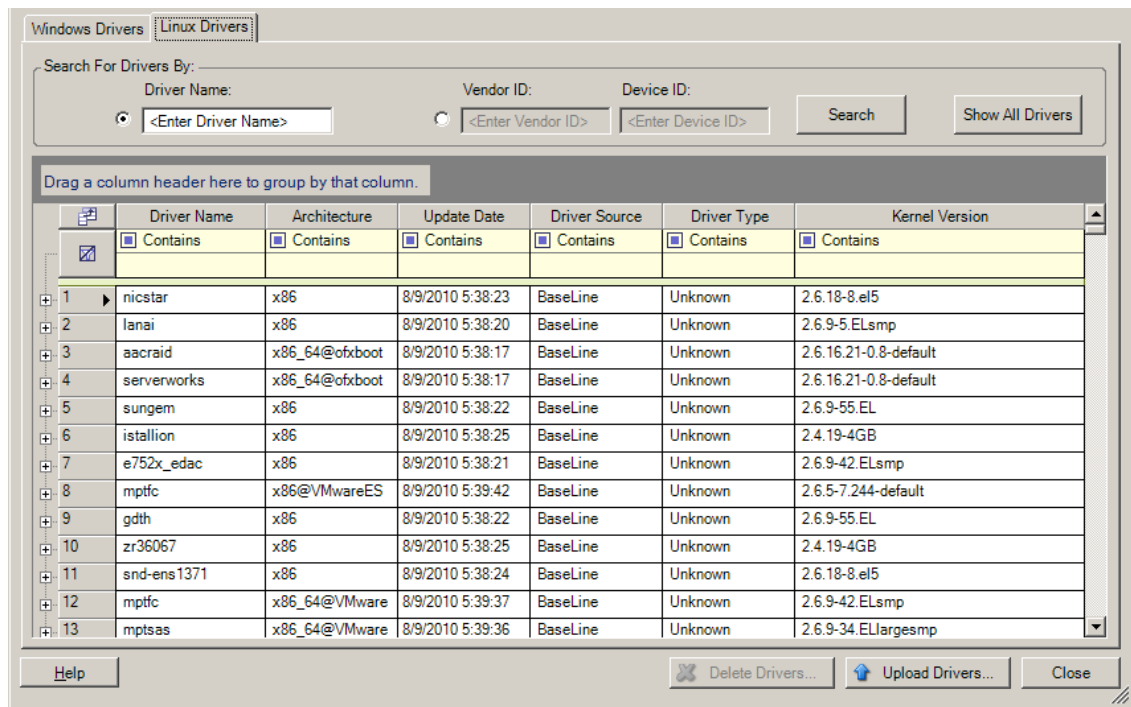 Windows Drivers Linux Drivers
Search For Drivers By:
Driver Name: Vendor ID: Device ID:
<Enter Driver Name> <Enter Vendor ID> <Enter Device ID> Search Show All Drivers
Drag a column header here to group by that column.
Driver Name Architecture Update Date Driver Source Driver Type Kernel Version
Contains Contains Contains Contains Contains Contains
1 nicstar x86 8/9/2010 5:38:23 BaseLine Unknown 2.6.18-8.el5
2 lanai x86 8/9/2010 5:38:20 BaseLine Unknown 2.6.9-5.ELsmp
3 aacraid x86_64@ofxboot 8/9/2010 5:38:17 BaseLine Unknown 2.6.16.21-0.8-default
4 serverworks x86_64@ofxboot 8/9/2010 5:38:17 BaseLine Unknown 2.6.16.21-0.8-default
5 sungem x86 8/9/2010 5:38:22 BaseLine Unknown 2.6.9-55.EL
6 istallion x86 8/9/2010 5:38:25 BaseLine Unknown 2.4.19-4GB
7 e752x_edac x86 8/9/2010 5:38:21 BaseLine Unknown 2.6.9-42.ELsmp
8 mptfc x86@VMwareES 8/9/2010 5:39:42 BaseLine Unknown 2.6.5-7.244-default
9 gdth x86 8/9/2010 5:38:22 BaseLine Unknown 2.6.9-55.EL
10 zr36067 x86 8/9/2010 5:38:25 BaseLine Unknown 2.4.19-4GB
11 snd-ens1371 x86 8/9/2010 5:38:24 BaseLine Unknown 2.6.18-8.el5
12 mptfc x86_64@VMware 8/9/2010 5:39:37 BaseLine Unknown 2.6.9-42.ELsmp
13 mptsas x86_64@VMware 8/9/2010 5:39:36 BaseLine Unknown 2.6.9-34.ELlargesmp
Help Delete Drivers... Upload Drivers... Close